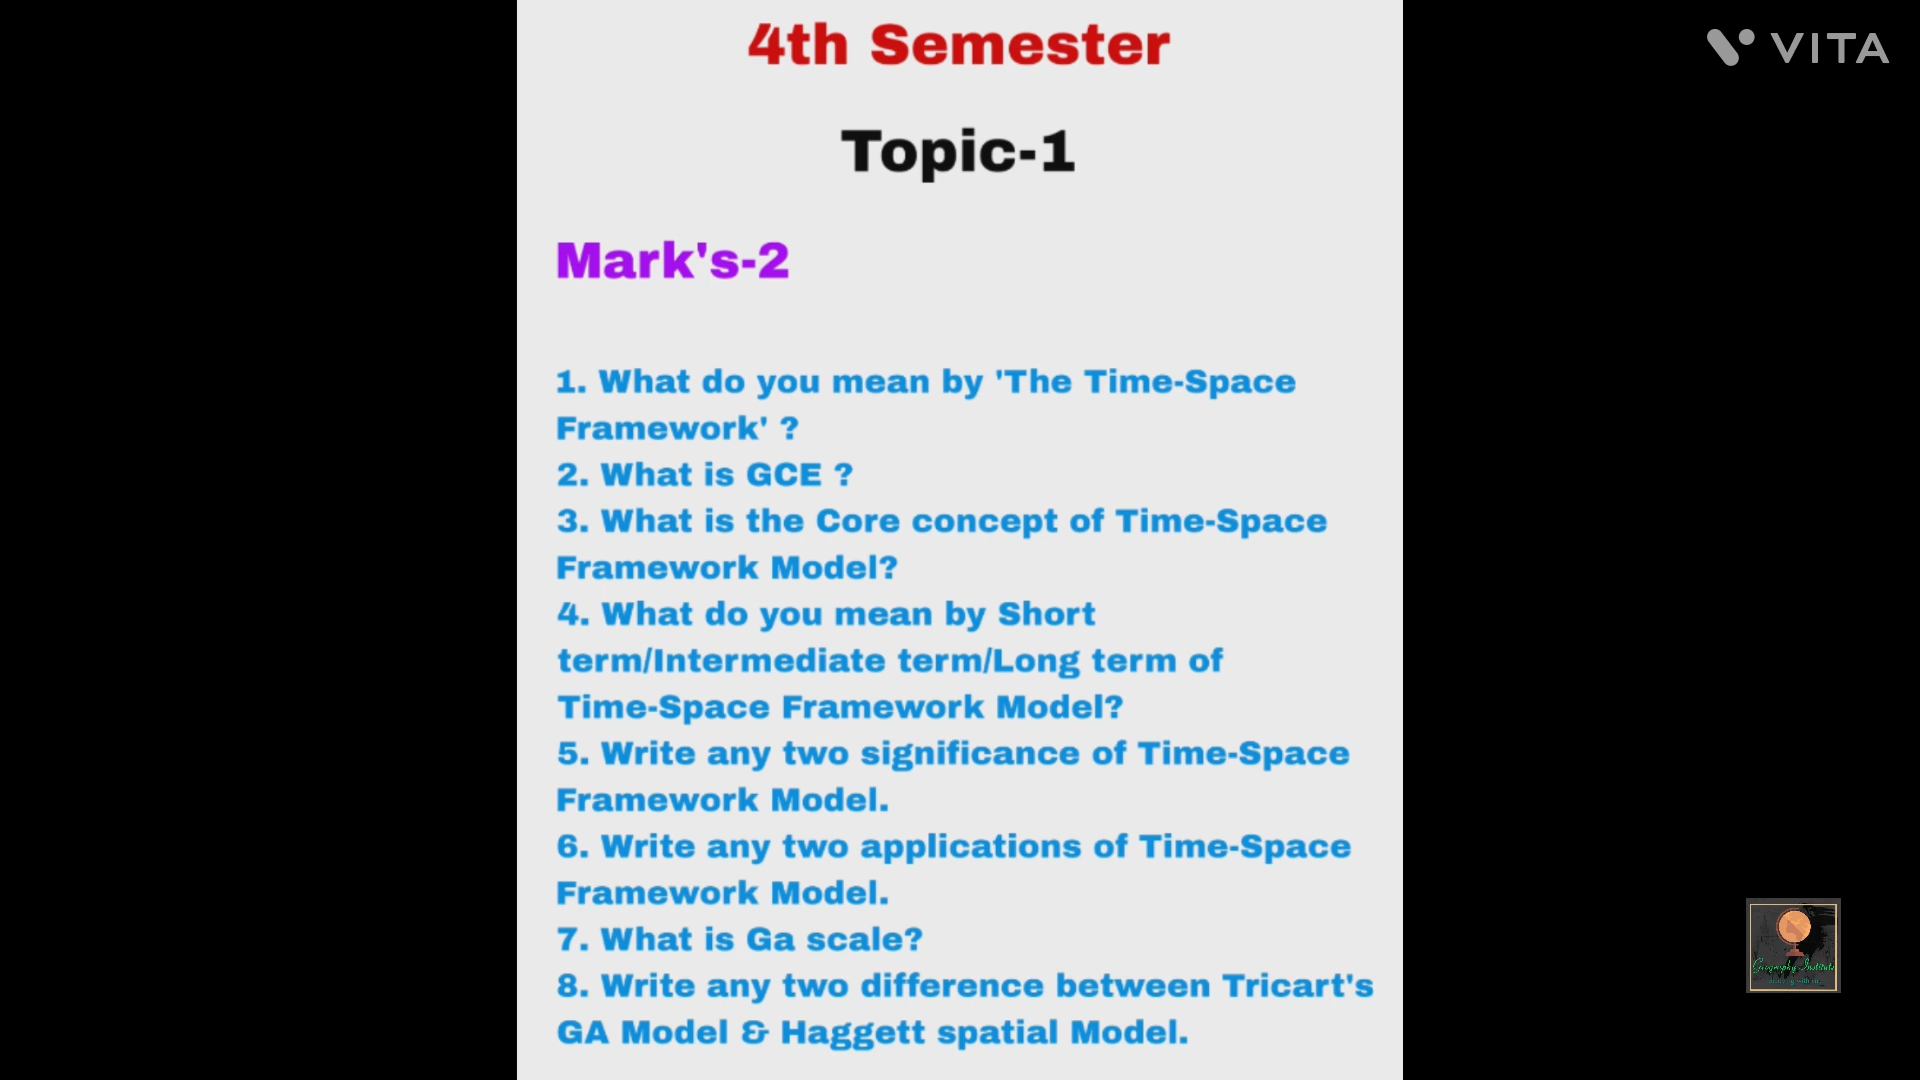 4th Semester
VITA
Topic-1
Mark's-2
1. What do you mean by 'The Time-Space
Framework' ?
2. What is GCE ?
3. What is the Core concept of Time-Space
Framework Model?
4. What do you mean by Short
term/Intermediate term/Long term of
Time-Space Framework Model?
5. Write any two significance of Time-Space
Framework Model.
6. Write any two applications of Time-Space
Framework Model.
7. What is Ga scale?
8. Write any two difference between Tricart's
GA Model & Haggett spatial Model.
Geography Institute